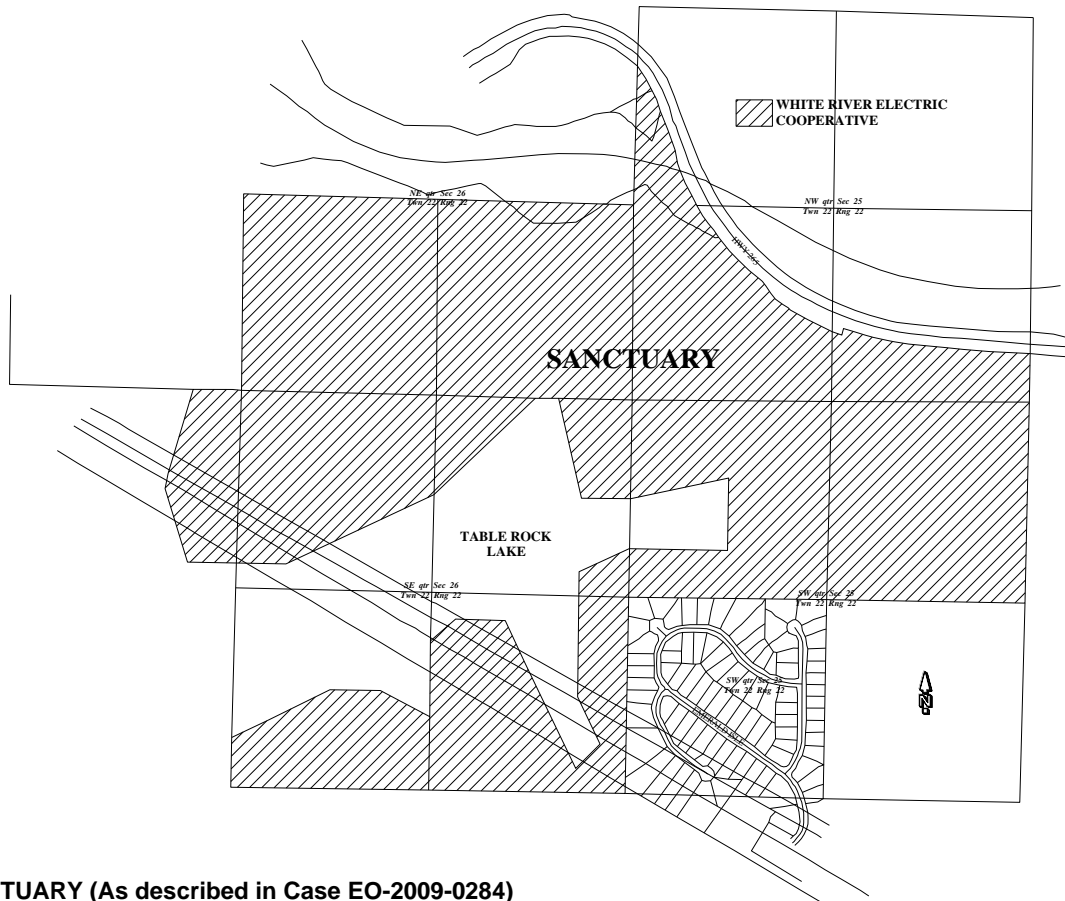 WHITE RIVER ELECTRIC
COOPERATIVE
NE qtr Sec 26
Twn 22 Rng 22
NW qtr Sec 25
Twn 22 Rng 22
HWY 265
SANCTUARY
TABLE ROCK
LAKE
SE qtr Sec 26
Twn 22 Rng 22
SW qtr Sec 25
Twn 22 Rng 22
SW qtr Sec 25
Twn 22 Rng 22
EMERALD ISLE
N
TUARY (As described in Case EO-2009-0284)